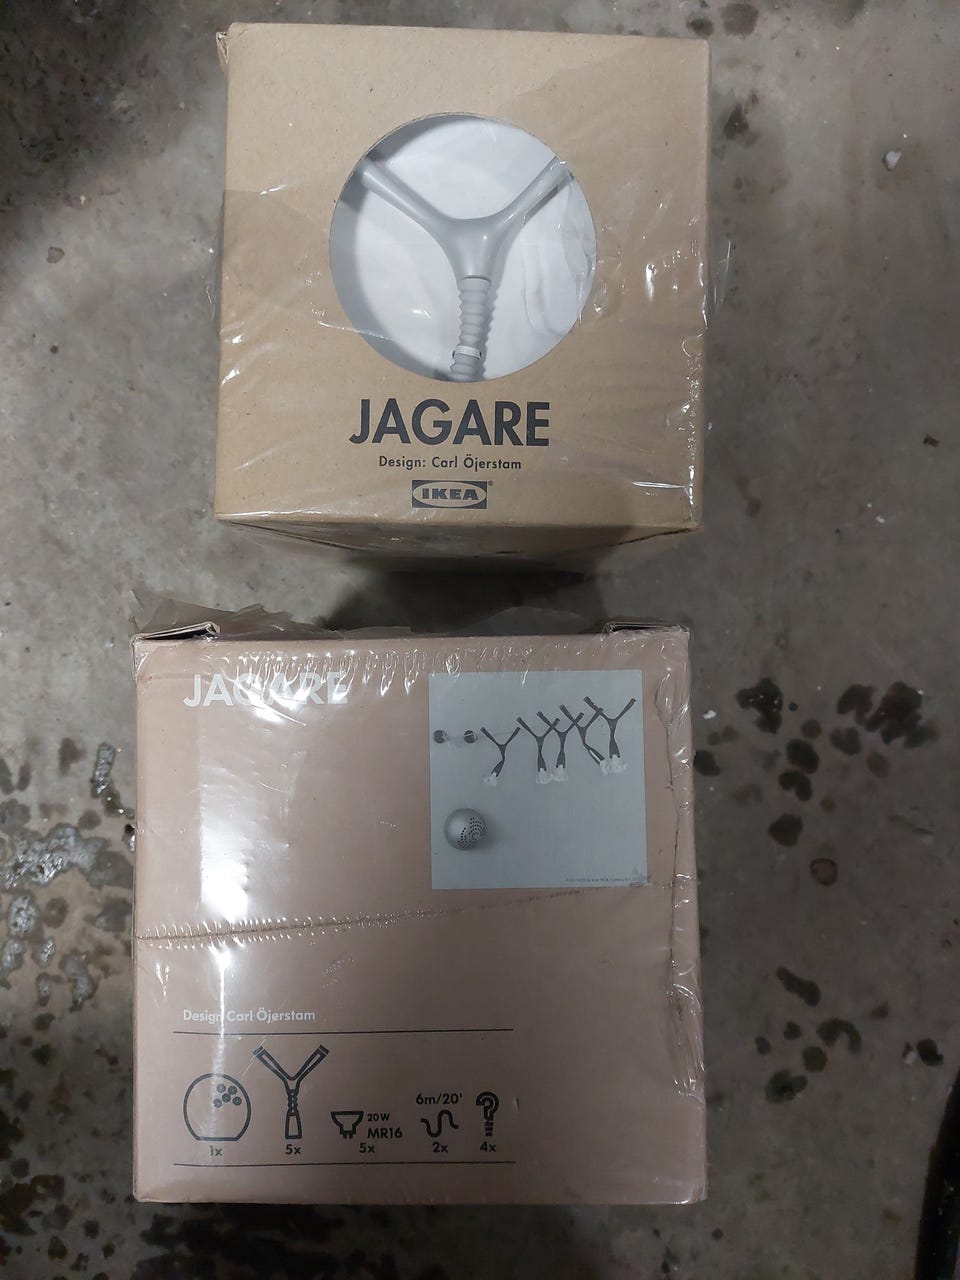 JAGARE
Design: Carl Öjerstam
IKEA®
JAGARE
Design Carl Öjerstam
1x
5x
20W
MR16
5x
6m/20'
2x
4x